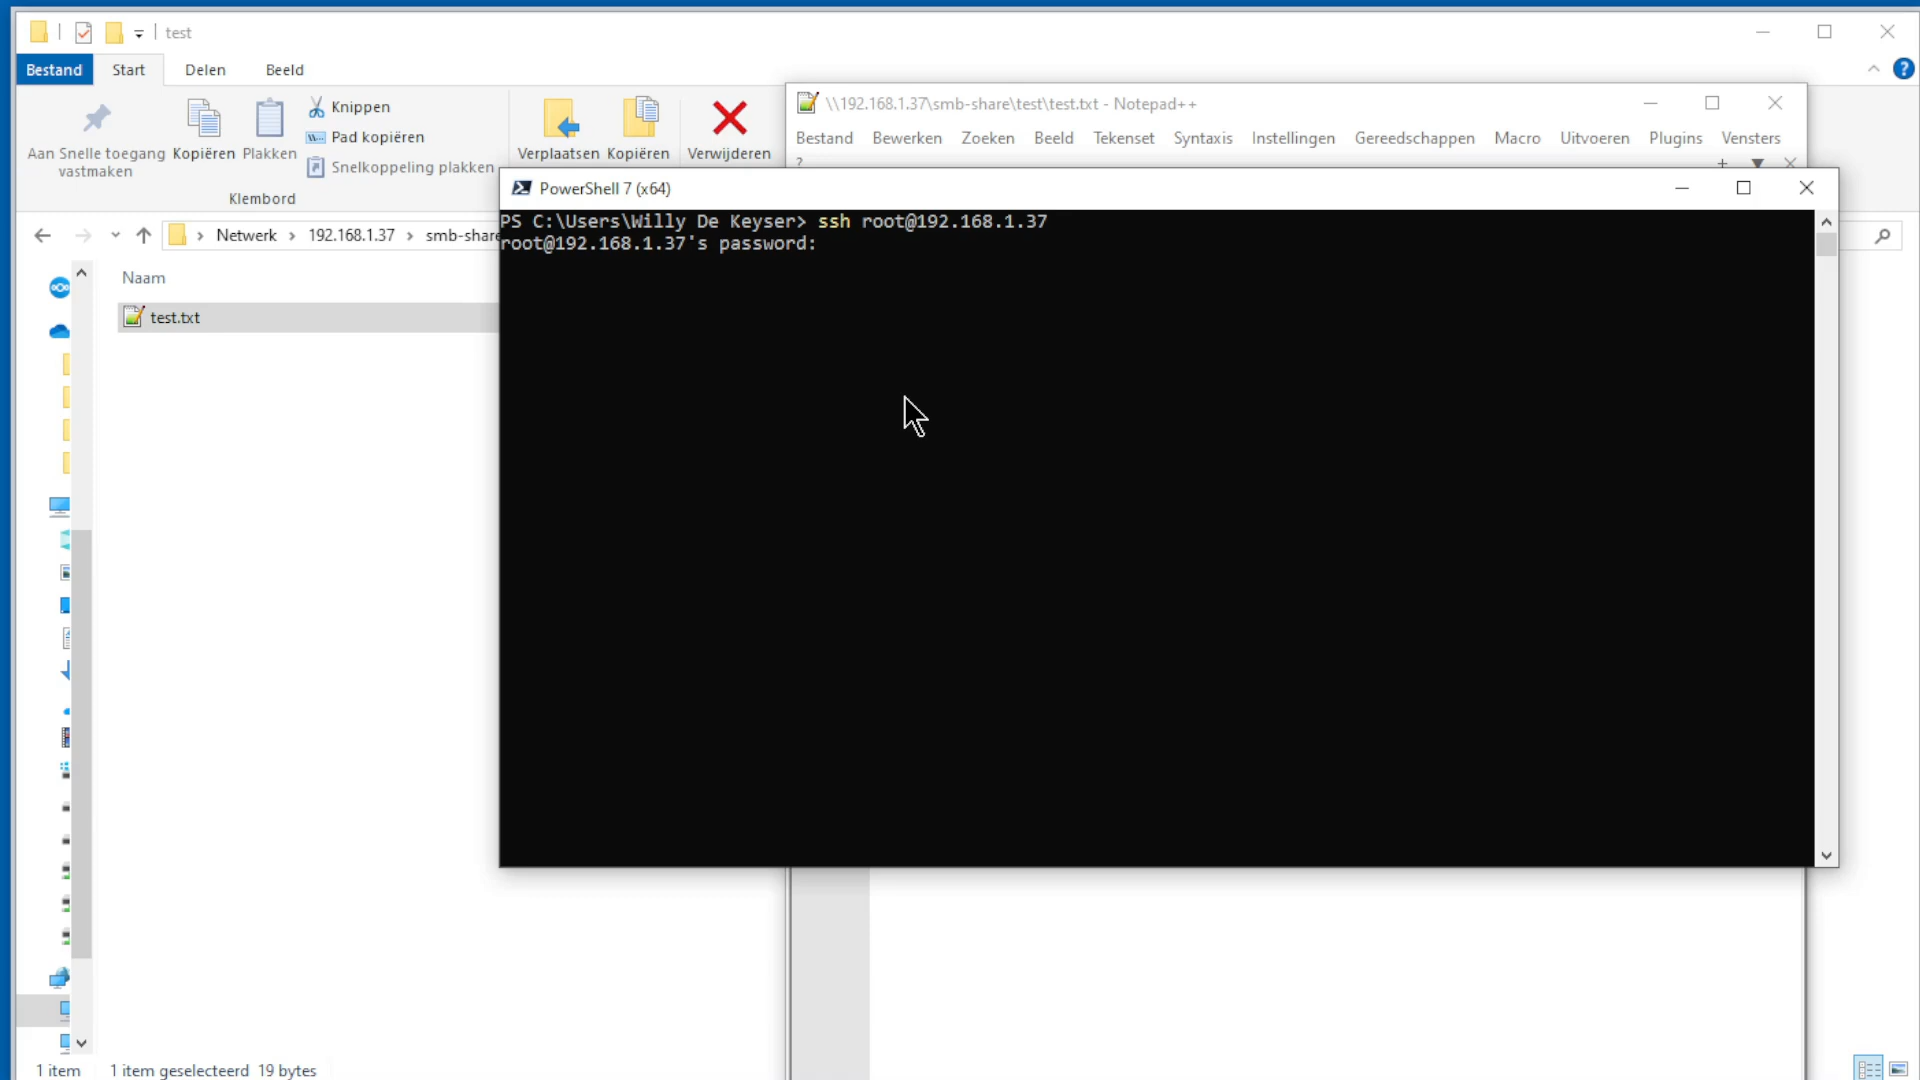 test
Bestand Start Delen Beeld
Aan Snelle toegang vastmaken
Kopiëren
Plakken
Knippen
Pad kopiëren
Snelkoppeling plakken
Klembord
Verplaatsen
Kopiëren
Verwijderen
\\192.168.1.37\smb-share\test\test.txt - Notepad++
Bestand Bewerken Zoeken Beeld Tekenset Syntaxis Instellingen Gereedschappen Macro Uitvoeren Plugins Vensters
?
PowerShell 7 (x64)
Netwerk > 192.168.1.37 > smb-share
PS C:\Users\Willy De Keyser> ssh root@192.168.1.37
root@192.168.1.37's password:
Naam
test.txt
1 item 1 item geselecteerd 19 bytes